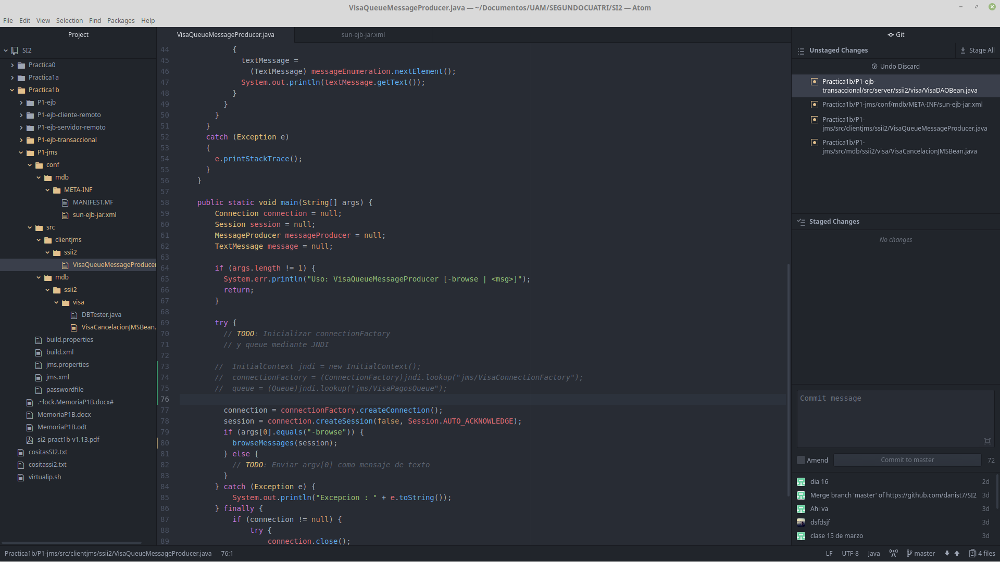 VisaQueueMessageProducer.java — ~/Documentos/UAM/SEGUNDOCUATRI/SI2 — Atom
File Edit View Selection Find Packages Help
Project
SI2
Practica0
Practica1a
Practica1b
P1-ejb
P1-ejb-cliente-remoto
P1-ejb-servidor-remoto
P1-ejb-transaccional
P1-jms
conf
mdb
META-INF
MANIFEST.MF
sun-ejb-jar.xml
src
clientjms
ssii2
VisaQueueMessageProducer
mdb
ssii2
visa
DBTester.java
VisaCancelacionJMSBean.
build.properties
build.xml
jms.properties
jms.xml
passwordfile
.~lock.MemoriaP1B.docx#
MemoriaP1B.docx
MemoriaP1B.odt
si2-pract1b-v1.13.pdf
cositasSI2.txt
cositassi2.txt
virtualip.sh
VisaQueueMessageProducer.java sun-ejb-jar.xml
44 {
45 textMessage =
46 (TextMessage) messageEnumeration.nextElement();
47 System.out.println(textMessage.getText());
48 }
49 }
50 }
51 }
52 catch (Exception e)
53 {
54 e.printStackTrace();
55 }
56 }
57
58 public static void main(String[] args) {
59 Connection connection = null;
60 Session session = null;
61 MessageProducer messageProducer = null;
62 TextMessage message = null;
63
64 if (args.length != 1) {
65 System.err.println("Uso: VisaQueueMessageProducer [-browse | <msg>]");
66 return;
67 }
68
69 try {
70 // TODO: Inicializar connectionFactory
71 // y queue mediante JNDI
72
73 // InitialContext jndi = new InitialContext();
74 // connectionFactory = (ConnectionFactory)jndi.lookup("jms/VisaConnectionFactory");
75 // queue = (Queue)jndi.lookup("jms/VisaPagosQueue");
76
77 connection = connectionFactory.createConnection();
78 session = connection.createSession(false, Session.AUTO_ACKNOWLEDGE);
79 if (args[0].equals("-browse")) {
80 browseMessages(session);
81 } else {
82 // TODO: Enviar argv[0] como mensaje de texto
83 }
84 } catch (Exception e) {
85 System.out.println("Excepcion : " + e.toString());
86 } finally {
87 if (connection != null) {
88 try {
89 connection.close();
Git
Unstaged Changes Stage All
Undo Discard
Practica1b/P1-ejb-
transaccional/src/server/ssii2/visa/VisaDAOBean.java
Practica1b/P1-jms/conf/mdb/META-INF/sun-ejb-jar.xml
Practica1b/P1-
jms/src/clientjms/ssii2/VisaQueueMessageProducer.java
Practica1b/P1-
jms/src/mdb/ssii2/visa/VisaCancelacionJMSBean.java
Staged Changes
No changes
Commit message
Amend Commit to master 72
dia 16 2d
Merge branch 'master' of https://github.com/danist7/SI2 3d
Ahi va 3d
dsfdsjf 3d
clase 15 de marzo 3d
Practica1b/P1-jms/src/clientjms/ssii2/VisaQueueMessageProducer.java 76:1 LF UTF-8 Java master 4 files